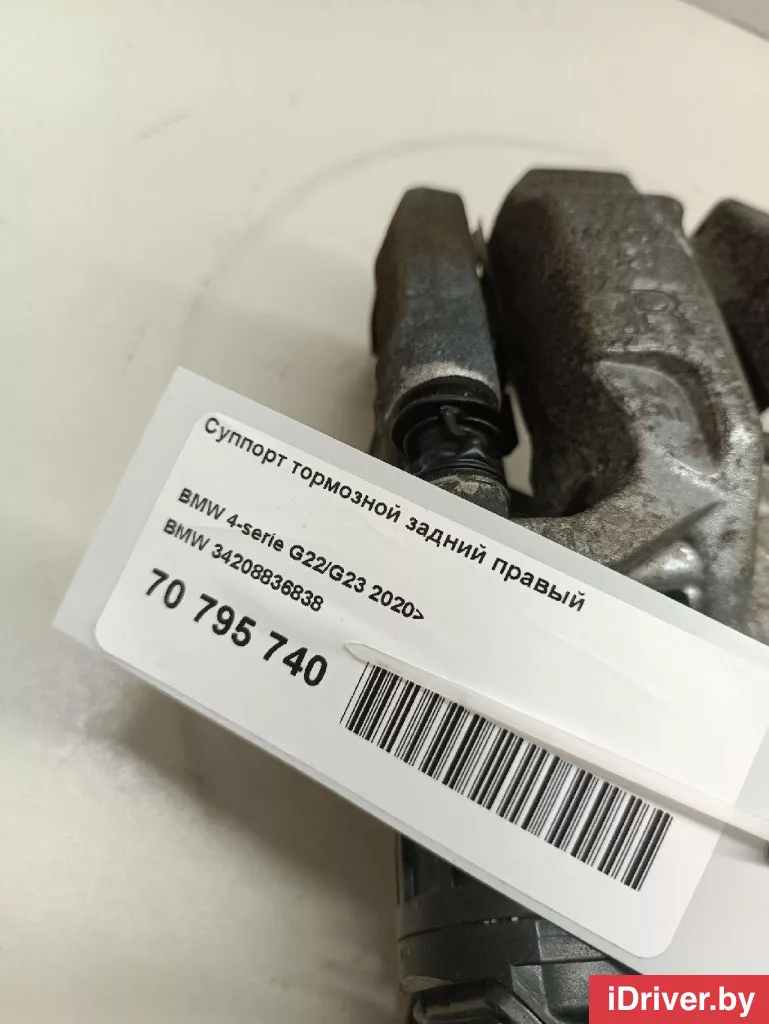 R
Суппорт тормозной задний правый
BMW 4-serie G22/G23 2020>
BMW 34208836838
70 795 740
iDriver.by